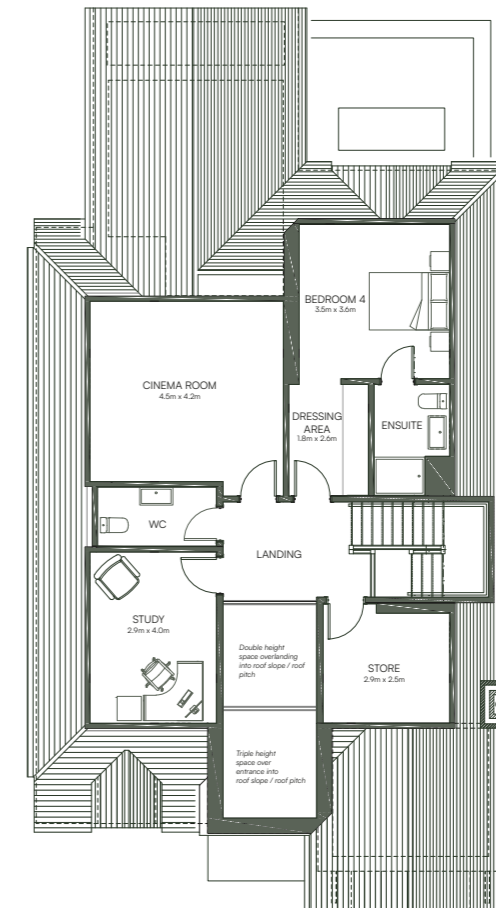 BEDROOM 4
3.5m x 3.6m
CINEMA ROOM
4.5m x 4.2m
DRESSING
AREA
1.8m x 2.6m
ENSUITE
WC
LANDING
STUDY
2.9m x 4.0m
Double height
space overlanding
into roof slope / roof
pitch
STORE
2.9m x 2.5m
Triple height
space over
entrance into
roof slope / roof pitch